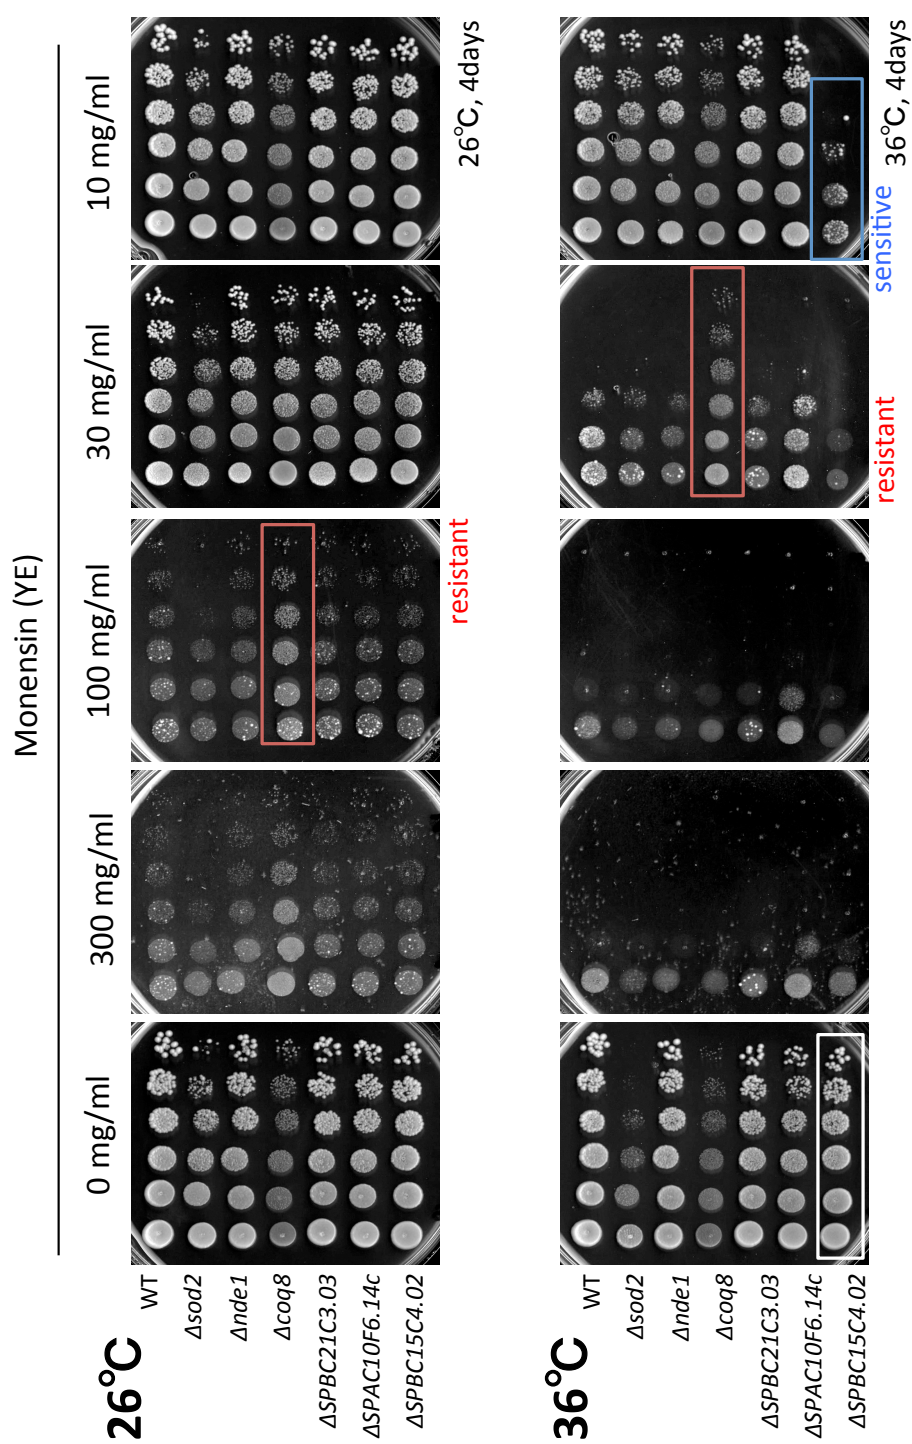 Monensin (YE)
0 mg/ml
300 mg/ml
100 mg/ml
30 mg/ml
10 mg/ml
26℃
WT
Δsod2
Δnde1
Δcoq8
ΔSPBC21C3.03
ΔSPAC10F6.14c
ΔSPBC15C4.02
resistant
26℃, 4days
36℃
WT
Δsod2
Δnde1
Δcoq8
ΔSPBC21C3.03
ΔSPAC10F6.14c
ΔSPBC15C4.02
resistant
sensitive
36℃, 4days